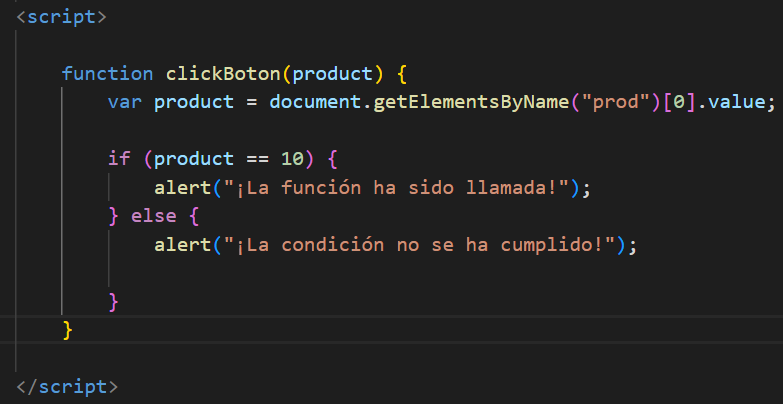 <script>
function clickBoton(product) {
var product = document.getElementsByName("prod")[0].value;
if (product == 10) {
alert("¡La función ha sido llamada!");
} else {
alert("¡La condición no se ha cumplido!");
}
}
</script>